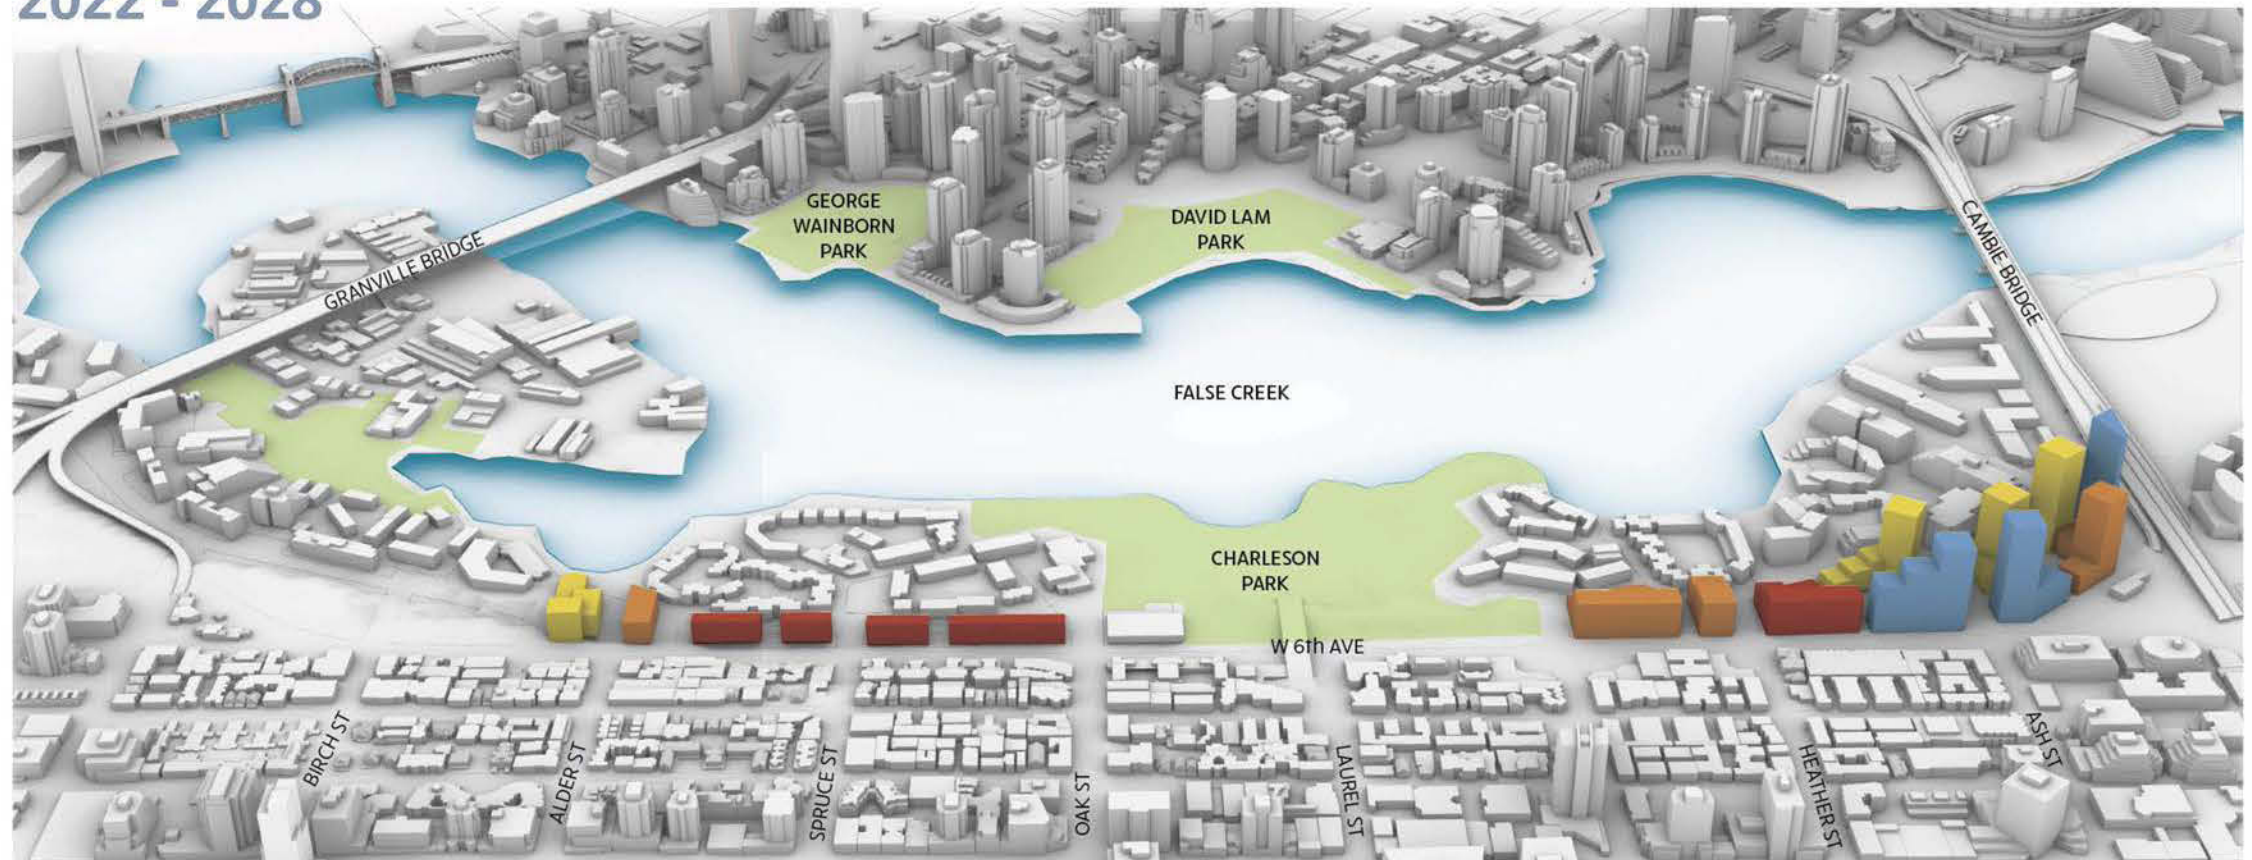 2022 - 2028
GEORGE
WAINBORN
PARK
DAVID LAM
PARK
GRANVILLE BRIDGE
CAMBIE BRIDGE
FALSE CREEK
CHARLESON
PARK
W 6th AVE
BIRCH ST
ALDER ST
SPRUCE ST
OAK ST
LAUREL ST
HEATHER ST
ASH ST